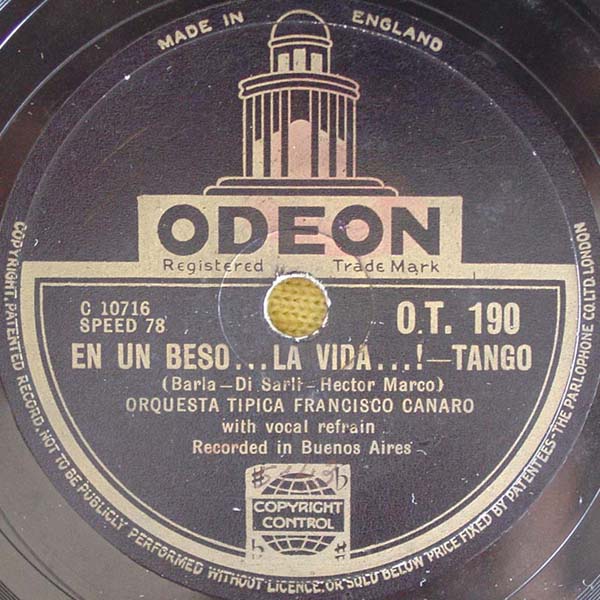 MADE IN ENGLAND
ODEON
Registered Trade Mark
C 10716
SPEED 78
O.T. 190
EN UN BESO...LA VIDA...!—TANGO
(Barla—Di Sarli—Hector Marco)
ORQUESTA TIPICA FRANCISCO CANARO
with vocal refrain
Recorded in Buenos Aires
COPYRIGHT
CONTROL
COPYRIGHT, PATENTED RECORD, NOT TO BE PUBLICLY PERFORMED WITHOUT LICENCE. OR SOLD BELOW PRICE FIXED BY PATENTEES-THE PARLOPHONE CO. LTD. LONDON